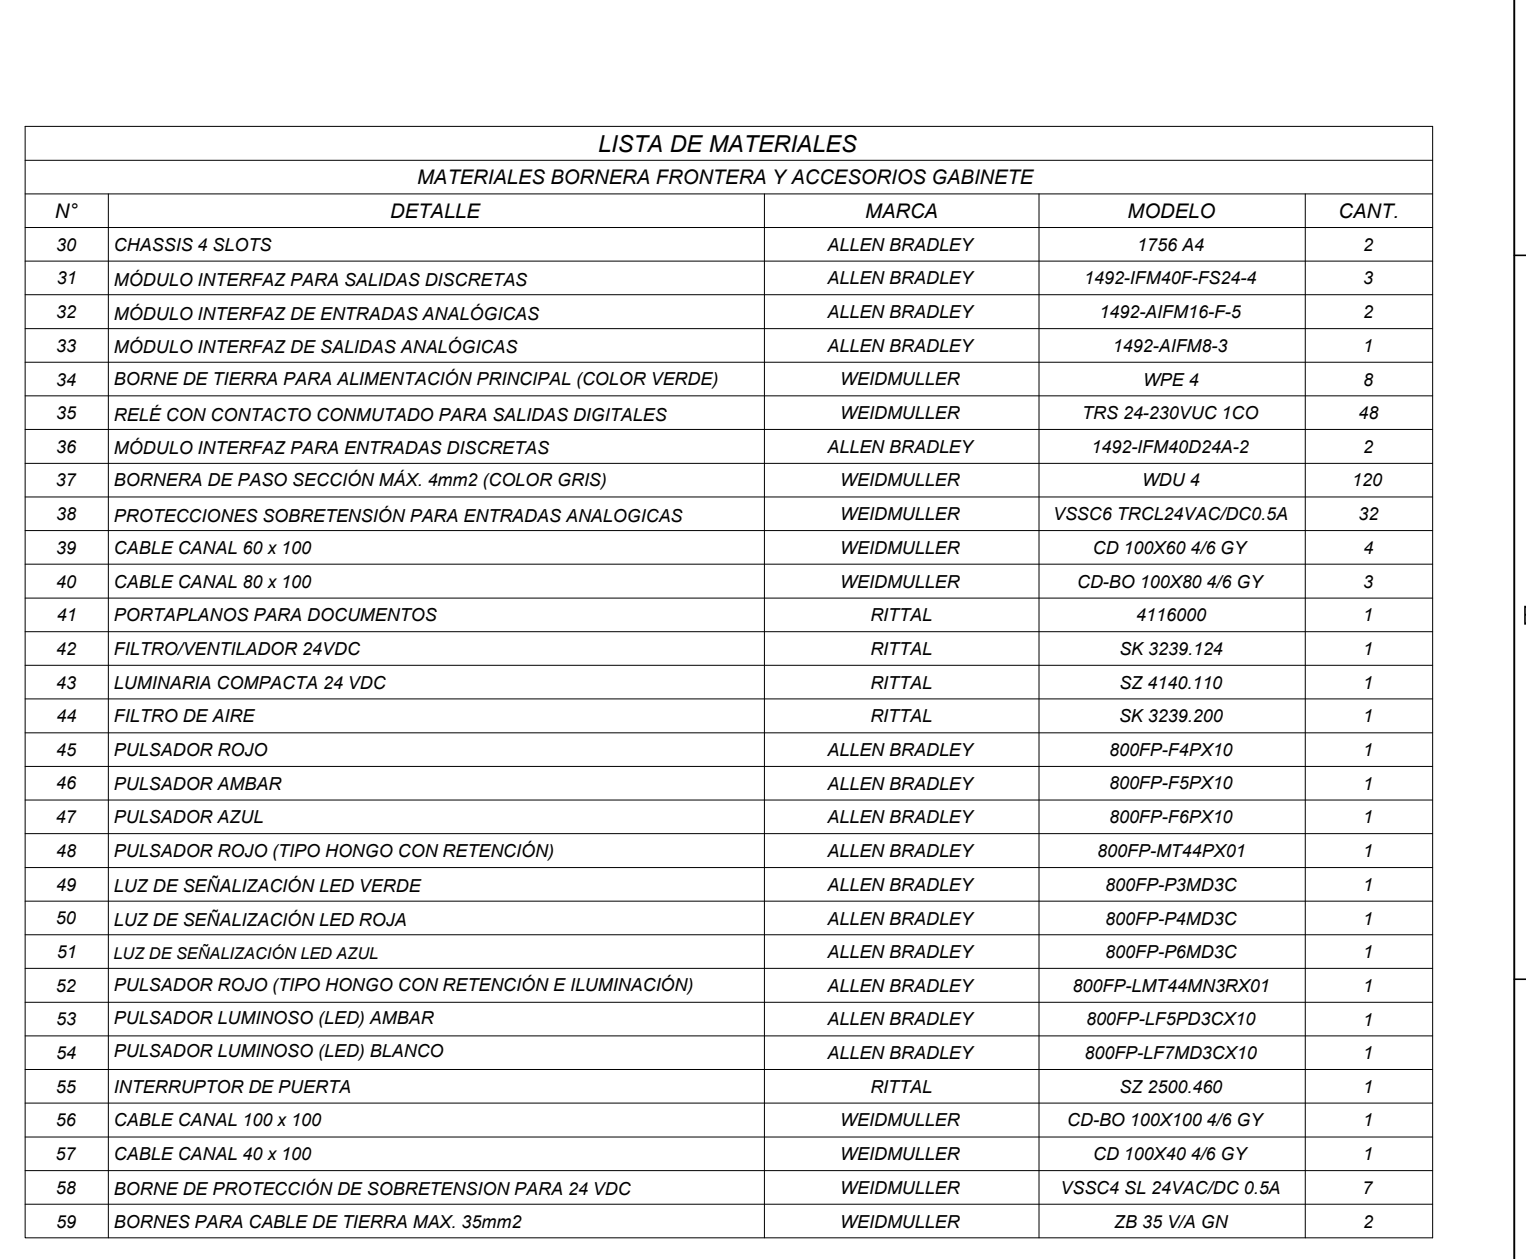 LISTA DE MATERIALES
MATERIALES BORNERA FRONTERA Y ACCESORIOS GABINETE
N° DETALLE MARCA MODELO CANT.
30 CHASSIS 4 SLOTS ALLEN BRADLEY 1756 A4 2
31 MÓDULO INTERFAZ PARA SALIDAS DISCRETAS ALLEN BRADLEY 1492-IFM40F-FS24-4 3
32 MÓDULO INTERFAZ DE ENTRADAS ANALÓGICAS ALLEN BRADLEY 1492-AIFM16-F-5 2
33 MÓDULO INTERFAZ DE SALIDAS ANALÓGICAS ALLEN BRADLEY 1492-AIFM8-3 1
34 BORNE DE TIERRA PARA ALIMENTACIÓN PRINCIPAL (COLOR VERDE) WEIDMULLER WPE 4 8
35 RELÉ CON CONTACTO CONMUTADO PARA SALIDAS DIGITALES WEIDMULLER TRS 24-230VUC 1CO 48
36 MÓDULO INTERFAZ PARA ENTRADAS DISCRETAS ALLEN BRADLEY 1492-IFM40D24A-2 2
37 BORNERA DE PASO SECCIÓN MÁX. 4mm2 (COLOR GRIS) WEIDMULLER WDU 4 120
38 PROTECCIONES SOBRETENSIÓN PARA ENTRADAS ANALOGICAS WEIDMULLER VSSC6 TRCL24VAC/DC0.5A 32
39 CABLE CANAL 60 x 100 WEIDMULLER CD 100X60 4/6 GY 4
40 CABLE CANAL 80 x 100 WEIDMULLER CD-BO 100X80 4/6 GY 3
41 PORTAPLANOS PARA DOCUMENTOS RITTAL 4116000 1
42 FILTRO/VENTILADOR 24VDC RITTAL SK 3239.124 1
43 LUMINARIA COMPACTA 24 VDC RITTAL SZ 4140.110 1
44 FILTRO DE AIRE RITTAL SK 3239.200 1
45 PULSADOR ROJO ALLEN BRADLEY 800FP-F4PX10 1
46 PULSADOR AMBAR ALLEN BRADLEY 800FP-F5PX10 1
47 PULSADOR AZUL ALLEN BRADLEY 800FP-F6PX10 1
48 PULSADOR ROJO (TIPO HONGO CON RETENCIÓN) ALLEN BRADLEY 800FP-MT44PX01 1
49 LUZ DE SEÑALIZACIÓN LED VERDE ALLEN BRADLEY 800FP-P3MD3C 1
50 LUZ DE SEÑALIZACIÓN LED ROJA ALLEN BRADLEY 800FP-P4MD3C 1
51 LUZ DE SEÑALIZACIÓN LED AZUL ALLEN BRADLEY 800FP-P6MD3C 1
52 PULSADOR ROJO (TIPO HONGO CON RETENCIÓN E ILUMINACIÓN) ALLEN BRADLEY 800FP-LMT44MN3RX01 1
53 PULSADOR LUMINOSO (LED) AMBAR ALLEN BRADLEY 800FP-LF5PD3CX10 1
54 PULSADOR LUMINOSO (LED) BLANCO ALLEN BRADLEY 800FP-LF7MD3CX10 1
55 INTERRUPTOR DE PUERTA RITTAL SZ 2500.460 1
56 CABLE CANAL 100 x 100 WEIDMULLER CD-BO 100X100 4/6 GY 1
57 CABLE CANAL 40 x 100 WEIDMULLER CD 100X40 4/6 GY 1
58 BORNE DE PROTECCIÓN DE SOBRETENSION PARA 24 VDC WEIDMULLER VSSC4 SL 24VAC/DC 0.5A 7
59 BORNES PARA CABLE DE TIERRA MAX. 35mm2 WEIDMULLER ZB 35 V/A GN 2